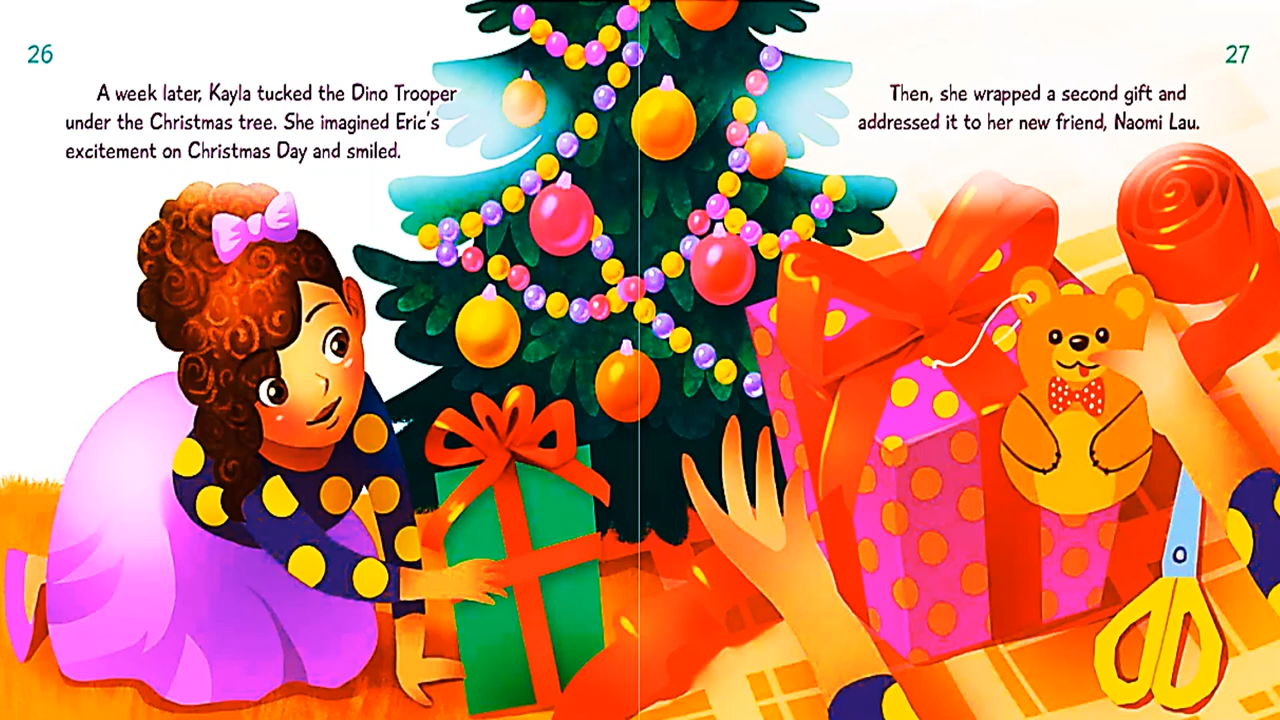 26
A week later, Kayla tucked the Dino Trooper
under the Christmas tree. She imagined Eric's
excitement on Christmas Day and smiled.
27
Then, she wrapped a second gift and
addressed it to her new friend, Naomi Lau.